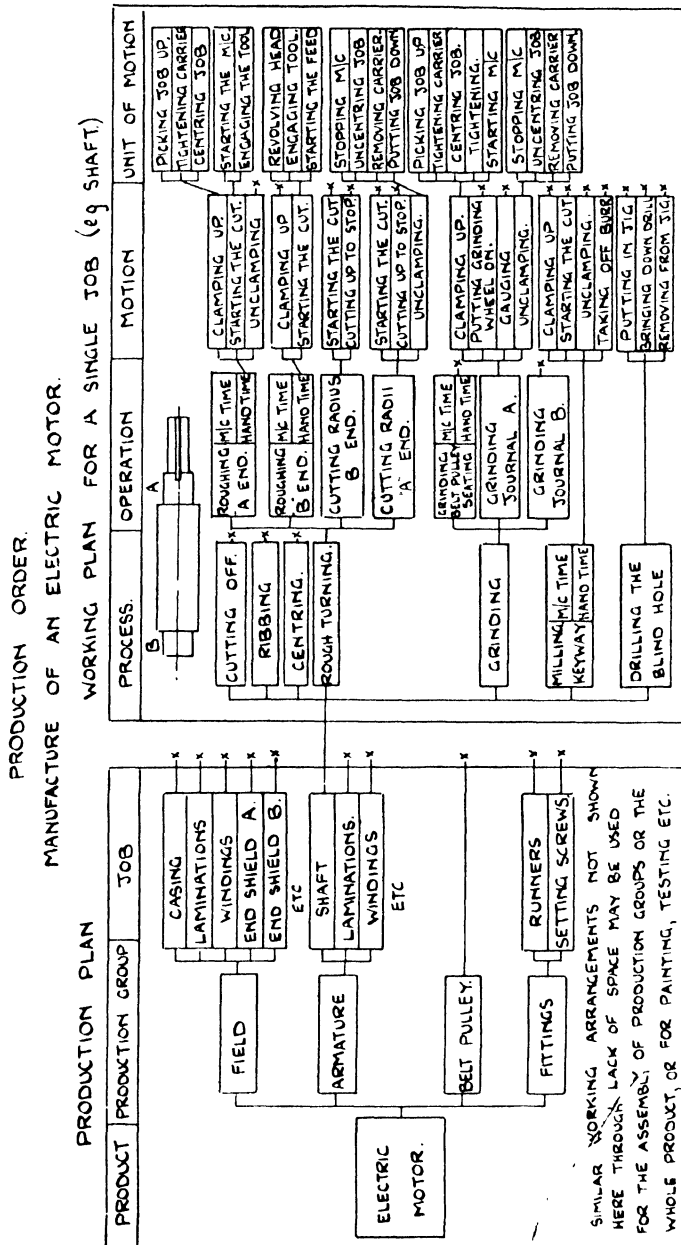 PRODUCTION ORDER.
MANUFACTURE OF AN ELECTRIC MOTOR.
PRODUCTION PLAN
PRODUCT
PRODUCTION GROUP
JOB
ELECTRIC
MOTOR.
FIELD
ARMATURE
BELT PULLEY.
FITTINGS
CASING
LAMINATIONS
WINDINGS
END SHIELD A.
END SHIELD B.
ETC
SHAFT
LAMINATIONS.
WINDINGS
ETC
RUNNERS
SETTING SCREWS.
SIMILAR WORKING ARRANGEMENTS NOT SHOWN
HERE THROUGH LACK OF SPACE MAY BE USED
FOR THE ASSEMBLY OF PRODUCTION GROUPS OR THE
WHOLE PRODUCT, OR FOR PAINTING, TESTING ETC.
WORKING PLAN FOR A SINGLE JOB (eg SHAFT.)
PROCESS.
OPERATION
MOTION
UNIT OF MOTION
B
A
CUTTING OFF.
RIBBING
CENTRING.
ROUGH TURNING.
GRINDING
MILLING
KEYWAY
M/C TIME
HAND TIME
DRILLING THE
BLIND HOLE
ROUGHING
A END.
M/C TIME
HAND TIME
ROUGHING
B END.
M/C TIME
HAND TIME
CUTTING RADIUS
B END.
CUTTING RADII
"A" END.
GRINDING
BELT PULLEY
SEATING
M/C TIME
HAND TIME
GRINDING
JOURNAL A.
GRINDING
JOURNAL B.
CLAMPING UP.
STARTING THE CUT.
UNCLAMPING
CLAMPING UP
STARTING THE CUT.
STARTING THE CUT
CUTTING UP TO STOP.
STARTING THE CUT.
CUTTING UP TO STOP.
UNCLAMPING.
CLAMPING UP.
PUTTING GRINDING
WHEEL ON.
GAUGING
UNCLAMPING.
CLAMPING UP
STARTING THE CUT
UNCLAMPING.
TAKING OFF BURR
PUTTING IN JIG.
BRINGING DOWN DRILL
REMOVING FROM JIG.
PICKING JOB UP.
TIGHTENING CARRIER
CENTRING JOB
STARTING THE M/C.
ENGAGING THE TOOL
REVOLVING HEAD
ENGAGING TOOL.
STARTING THE FEED
STOPPING M/C
UNCENTRING JOB
REMOVING CARRIER.
PUTTING JOB DOWN
PICKING JOB UP
TIGHTENING CARRIER
CENTRING JOB.
TIGHTENING.
STARTING M/C
STOPPING M/C
UNCENTRING JOB
REMOVING CARRIER
PUTTING JOB DOWN.